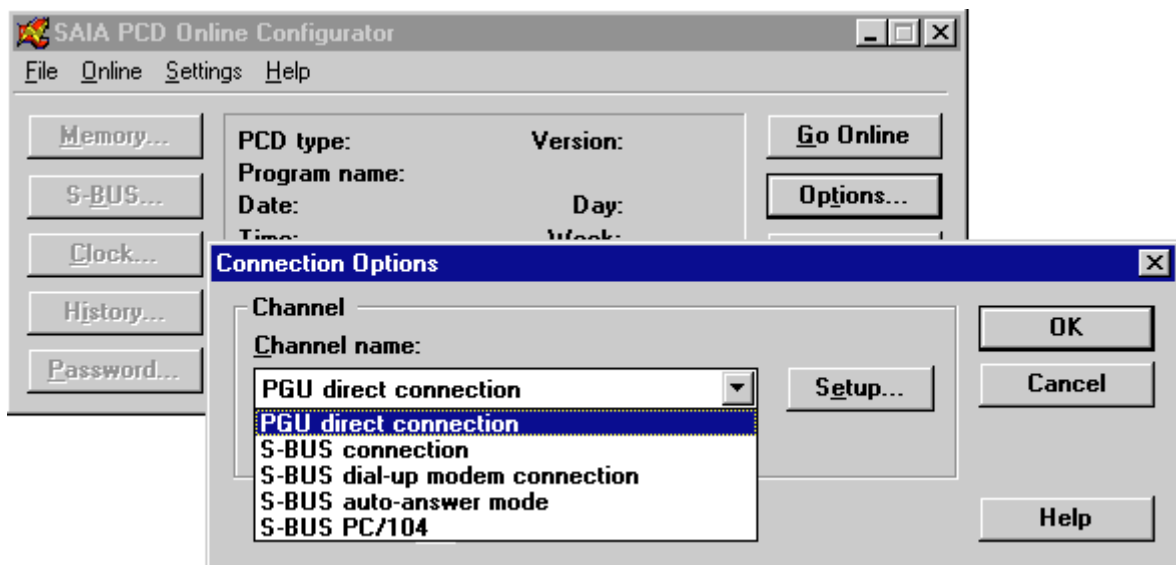 SAIA PCD Online Configurator
File Online Settings Help
Memory...
S-BUS...
Clock...
History...
Password...
PCD type: Version:
Program name:
Date: Day:
Time: Week:
Go Online
Options...
Connection Options
Channel
Channel name:
PGU direct connection
Setup...
PGU direct connection
S-BUS connection
S-BUS dial-up modem connection
S-BUS auto-answer mode
S-BUS PC/104
OK
Cancel
Help